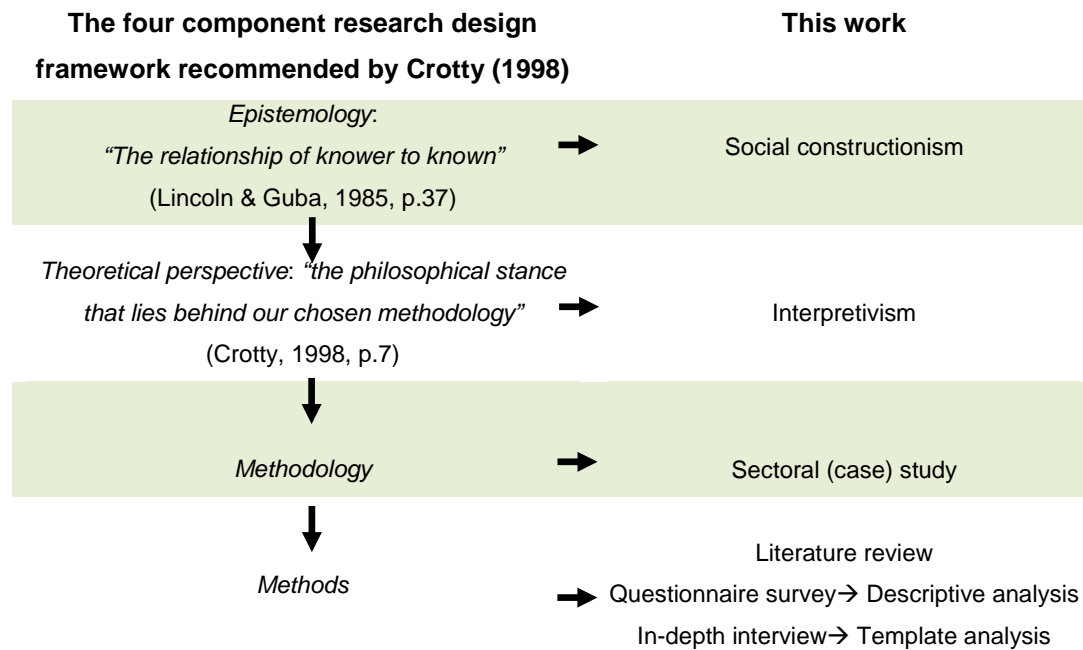 The four component research design
framework recommended by Crotty (1998)
This work
Epistemology:
“The relationship of knower to known”
(Lincoln & Guba, 1985, p.37)
Social constructionism
Theoretical perspective: “the philosophical stance
that lies behind our chosen methodology”
(Crotty, 1998, p.7)
Interpretivism
Methodology
Sectoral (case) study
Methods
Literature review
Questionnaire survey→ Descriptive analysis
In-depth interview→ Template analysis